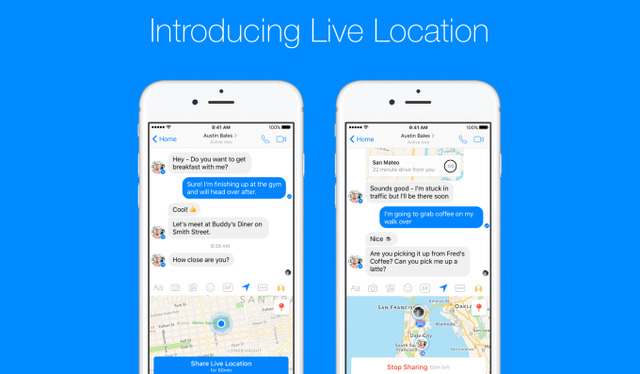 Introducing Live Location
9:41 AM
Home
Austin Bales
Active now
Hey - Do you want to get
breakfast with me?
Sure! I'm finishing up at the gym
and will head over after.
Cool! 👍
Let's meet at Buddy's Diner on
Smith Street.
9:38 AM
How close are you?
Aa
GIF
Share Live Location
for 60min
9:41 AM
Home
Austin Bales
Active now
San Mateo
22 minute drive from you
Sounds good - I'm stuck in
traffic but I'll be there soon
I'm going to grab coffee on my
walk over
Nice ☕
Are you picking it up from Fred's
Coffee? Can you pick me up a
latte?
Aa
GIF
SAN FRANCISCO
Oakland
Alameda
Stop Sharing